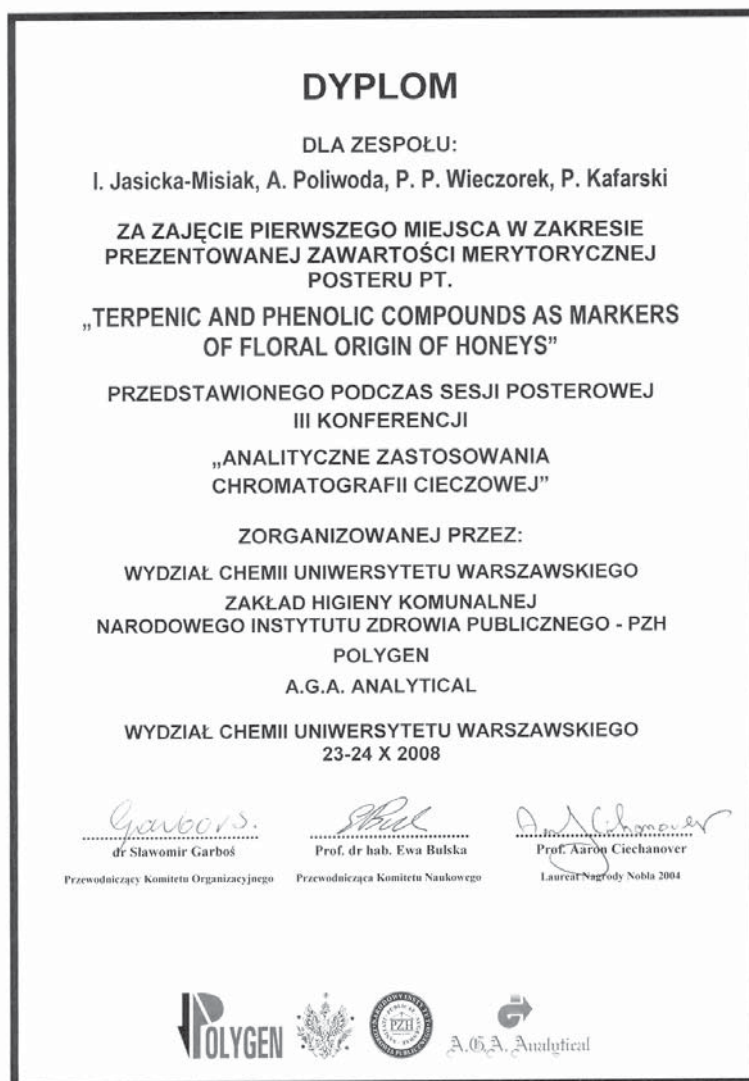 DYPLOM
DLA ZESPOŁU:
I. Jasicka-Misiak, A. Poliwoda, P. P. Wieczorek, P. Kafarski
ZA ZAJĘCIE PIERWSZEGO MIEJSCA W ZAKRESIE
PREZENTOWANEJ ZAWARTOŚCI MERYTORYCZNEJ
POSTERU PT.
„TERPENIC AND PHENOLIC COMPOUNDS AS MARKERS
OF FLORAL ORIGIN OF HONEYS”
PRZEDSTAWIONEGO PODCZAS SESJI POSTEROWEJ
III KONFERENCJI
„ANALITYCZNE ZASTOSOWANIA
CHROMATOGRAFII CIECZOWEJ”
ZORGANIZOWANEJ PRZEZ:
WYDZIAŁ CHEMII UNIWERSYTETU WARSZAWSKIEGO
ZAKŁAD HIGIENY KOMUNALNEJ
NARODOWEGO INSTYTUTU ZDROWIA PUBLICZNEGO - PZH
POLYGEN
A.G.A. ANALYTICAL
WYDZIAŁ CHEMII UNIWERSYTETU WARSZAWSKIEGO
23-24 X 2008
dr Sławomir Garboś Prof. dr hab. Ewa Bulska Prof. Aaron Ciechanover
Przewodniczący Komitetu Organizacyjnego Przewodnicząca Komitetu Naukowego Laureat Nagrody Nobla 2004
POLYGEN PZH A.G.A. Analytical